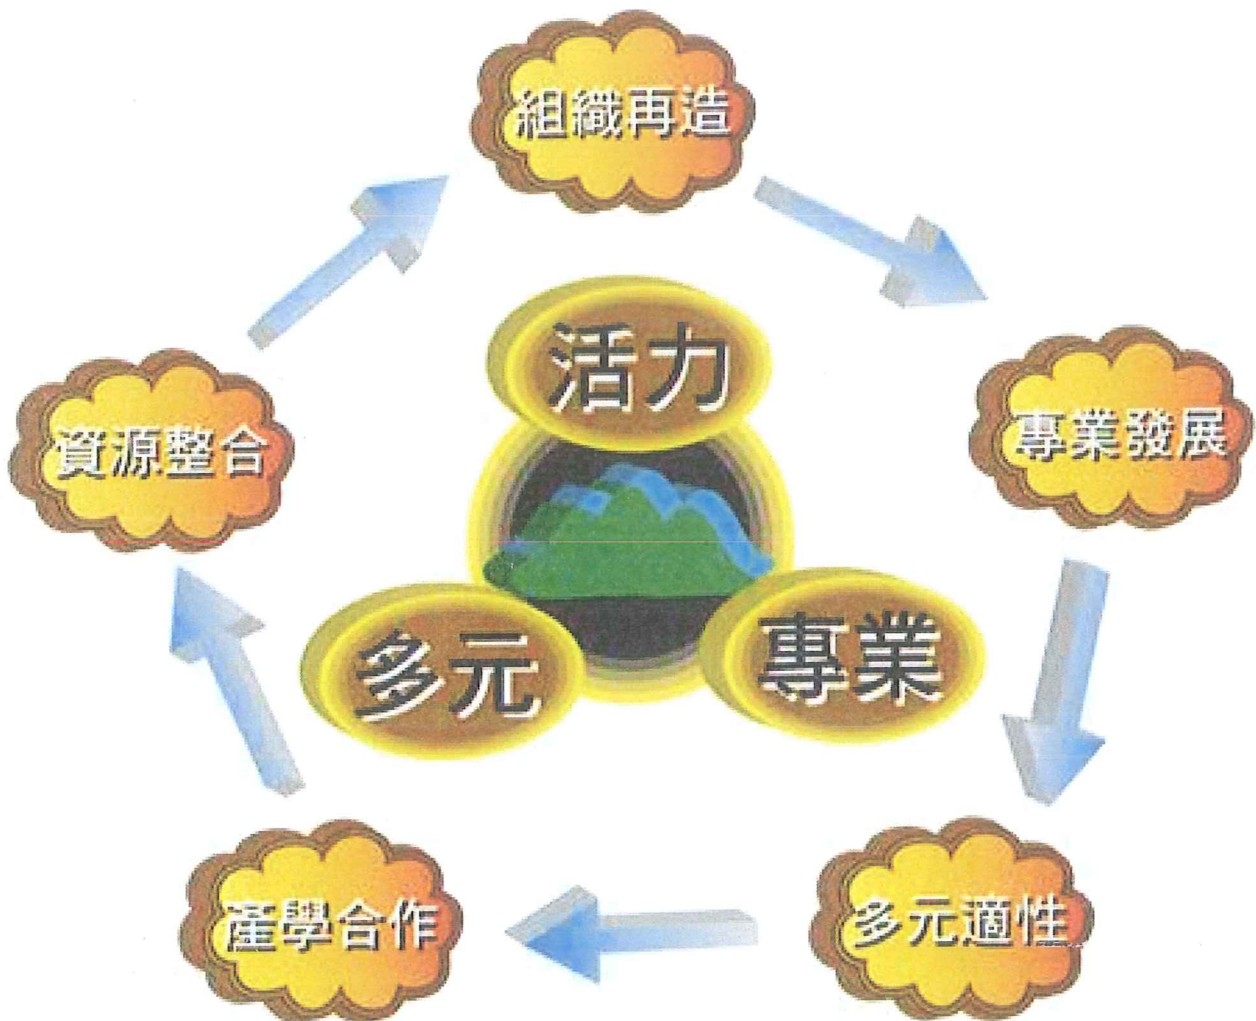 組織再造
活力
專業發展
資源整合
多元
專業
產學合作
多元適性